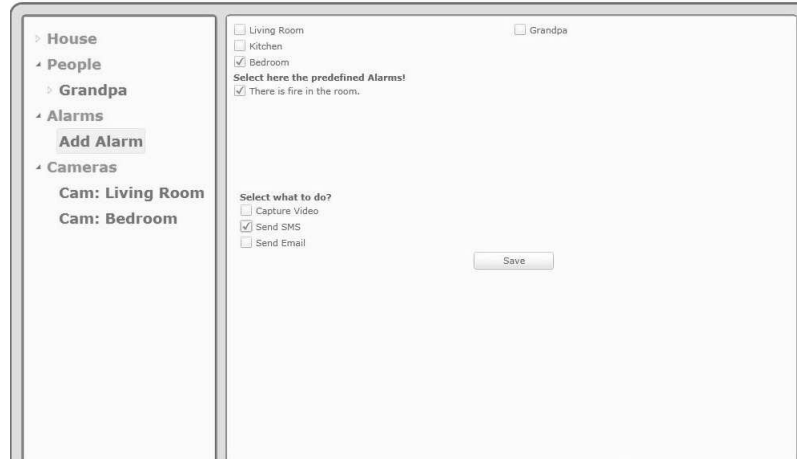 House
People
Grandpa
Alarms
Add Alarm
Cameras
Cam: Living Room
Cam: Bedroom
Living Room
Grandpa
Kitchen
Bedroom
Select here the predefined Alarms!
There is fire in the room.
Select what to do?
Capture Video
Send SMS
Send Email
Save